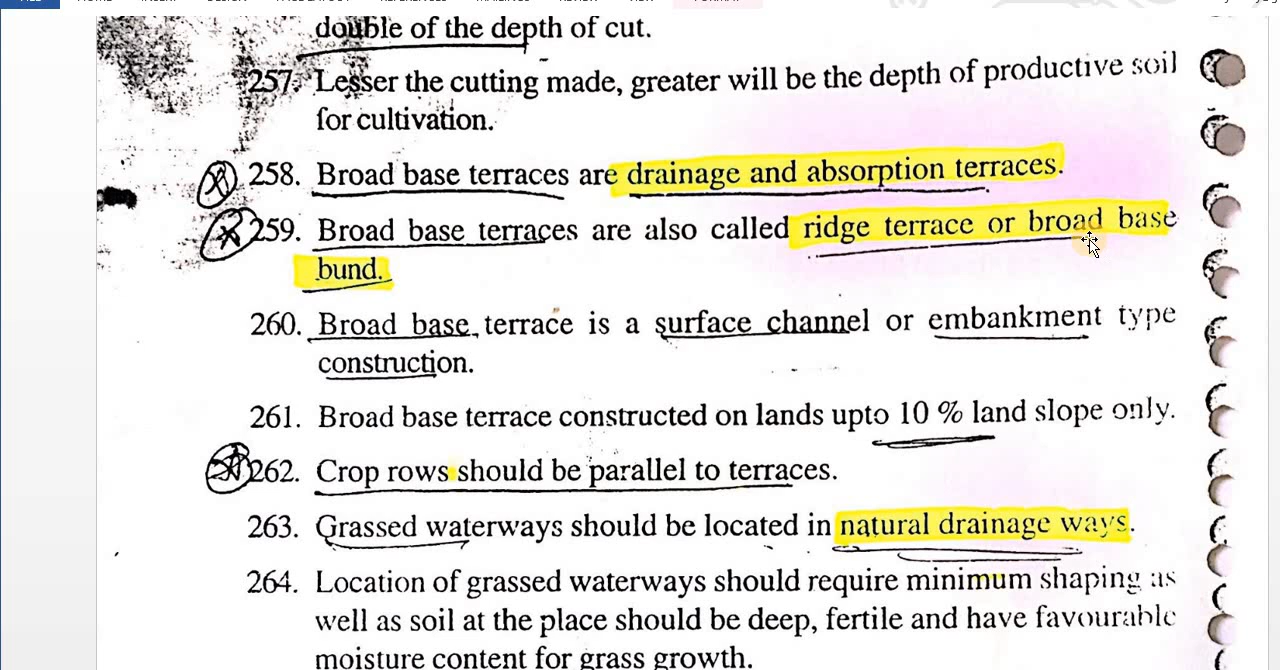 double of the depth of cut.
257. Lesser the cutting made, greater will be the depth of productive soil
for cultivation.
258. Broad base terraces are drainage and absorption terraces.
259. Broad base terraces are also called ridge terrace or broad base
bund.
260. Broad base terrace is a surface channel or embankment type
construction.
261. Broad base terrace constructed on lands upto 10 % land slope only.
262. Crop rows should be parallel to terraces.
263. Grassed waterways should be located in natural drainage ways.
264. Location of grassed waterways should require minimum shaping as
well as soil at the place should be deep, fertile and have favourable
moisture content for grass growth.